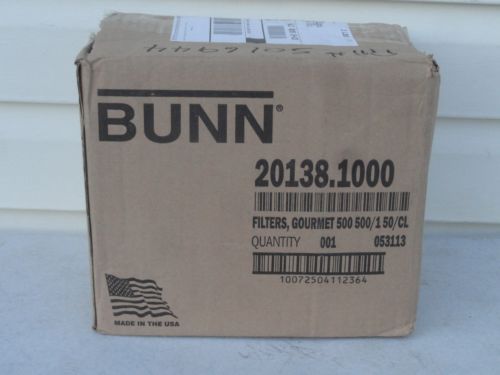 BUNN®
20138.1000
FILTERS, GOURMET 500 500/1 50/CL
QUANTITY 001 053113
10072504112364
MADE IN THE USA